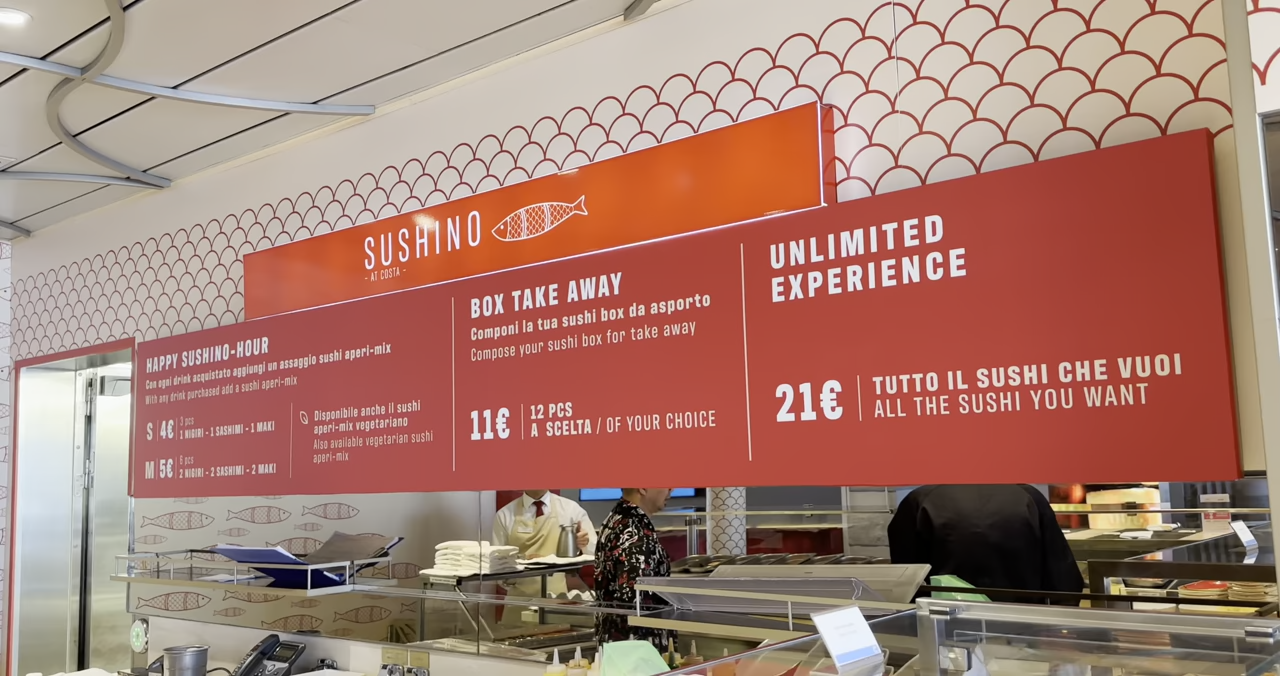 SUSHINO
- AT COSTA -
HAPPY SUSHINO-HOUR
Con ogni drink acquistato aggiungi un assaggio sushi aperi-mix
With any drink purchased add a sushi aperi-mix
S 4€ 3 pcs
1 NIGIRI - 1 SASHIMI - 1 MAKI
M 5€ 6 pcs
2 NIGIRI - 2 SASHIMI - 2 MAKI
Disponibile anche il sushi
aperi-mix vegetariano
Also available vegetarian sushi
aperi-mix
BOX TAKE AWAY
Componi la tua sushi box da asporto
Compose your sushi box for take away
11€
12 PCS
A SCELTA / OF YOUR CHOICE
UNLIMITED
EXPERIENCE
21€
TUTTO IL SUSHI CHE VUOI
ALL THE SUSHI YOU WANT